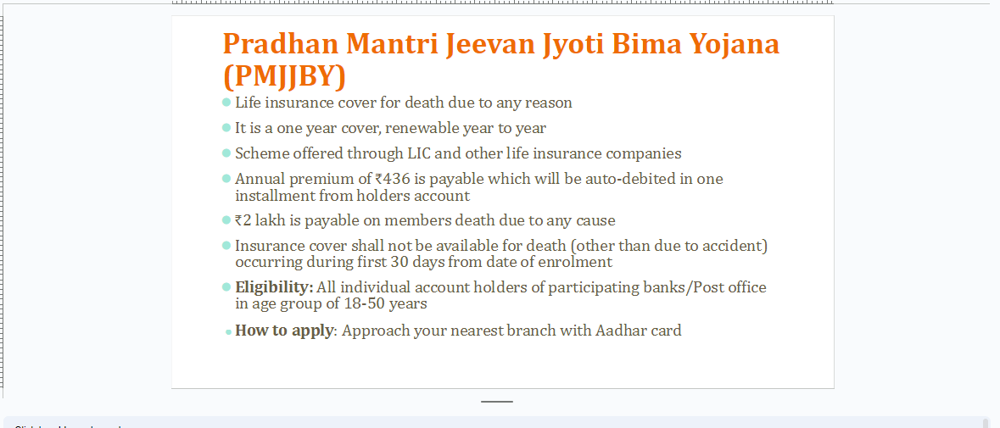 Pradhan Mantri Jeevan Jyoti Bima Yojana
(PMJJBY)
Life insurance cover for death due to any reason
It is a one year cover, renewable year to year
Scheme offered through LIC and other life insurance companies
Annual premium of ₹436 is payable which will be auto-debited in one
installment from holders account
₹2 lakh is payable on members death due to any cause
Insurance cover shall not be available for death (other than due to accident)
occurring during first 30 days from date of enrolment
Eligibility: All individual account holders of participating banks/Post office
in age group of 18-50 years
How to apply: Approach your nearest branch with Aadhar card